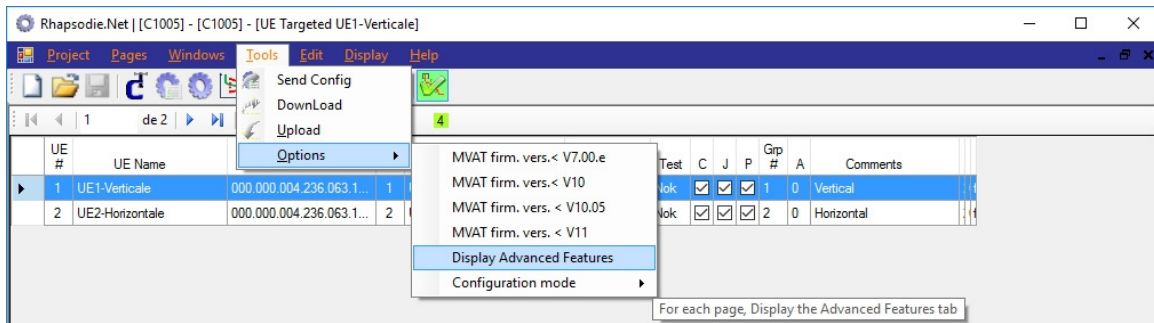 Rhapsodie.Net | [C1005] - [C1005] - [UE Targeted UE1-Verticale]
Project Pages Windows Tools Edit Display Help
Send Config
DownLoad
Upload
Options
1 de 2
4
UE # UE Name Test C J P Grp # A Comments
1 UE1-Verticale 000.000.004.236.063.1... 1 Nok 1 0 Vertical
2 UE2-Horizontale 000.000.004.236.063.1... 2 Nok 2 0 Horizontal
MVAT firm. vers.< V7.00.e
MVAT firm. vers.< V10
MVAT firm. vers. < V10.05
MVAT firm. vers. < V11
Display Advanced Features
Configuration mode
For each page, Display the Advanced Features tab